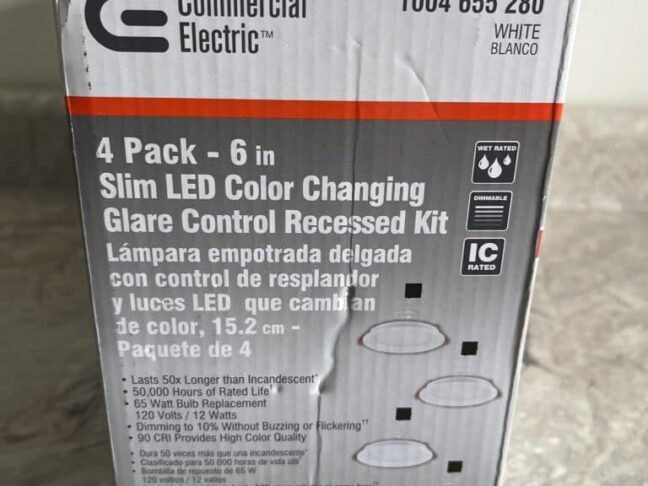 Commercial
Electric™
1004 655 280
WHITE
BLANCO
4 Pack - 6 in
Slim LED Color Changing
Glare Control Recessed Kit
Lámpara empotrada delgada
con control de resplandor
y luces LED que cambian
de color, 15.2 cm -
Paquete de 4
WET RATED
DIMMABLE
IC
RATED
• Lasts 50x Longer than Incandescent*
• 50,000 Hours of Rated Life*
• 65 Watt Bulb Replacement
120 Volts / 12 Watts
• Dimming to 10% Without Buzzing or Flickering††
• 90 CRI Provides High Color Quality
• Dura 50 veces más que una incandescente*
• Clasificado para 50 000 horas de vida útil*
• Bombilla de repuesto de 65 W
120 voltios / 12 vatios